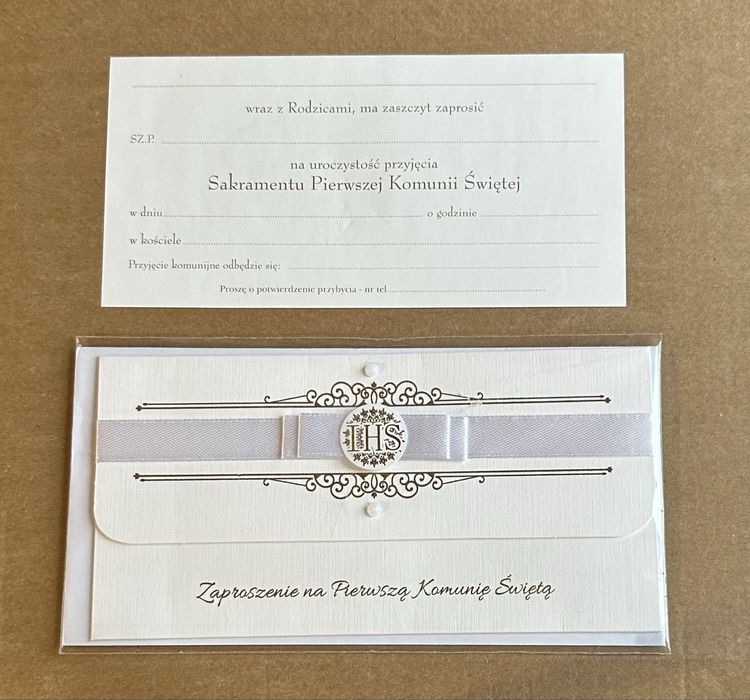 wraz z Rodzicami, ma zaszczyt zaprosić
SZ.P.
na uroczystość przyjęcia
Sakramentu Pierwszej Komunii Świętej
w dniu o godzinie
w kościele
Przyjęcie komunijne odbędzie się:
Proszę o potwierdzenie przybycia - nr tel.
IHS
Zaproszenie na Pierwszą Komunię Świętą